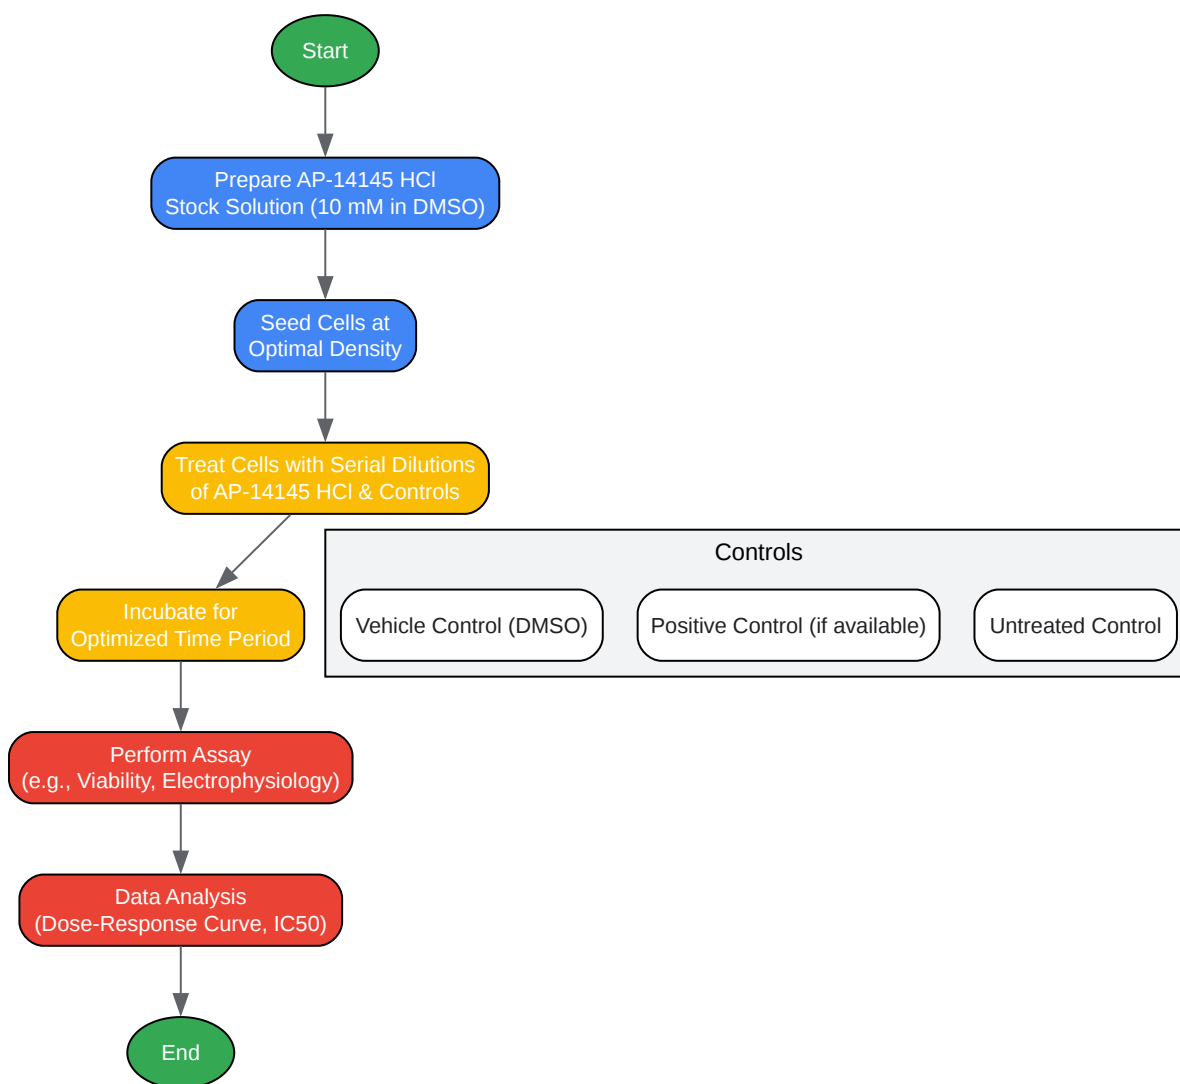 Start
Prepare AP-14145 HCl
Stock Solution (10 mM in DMSO)
Seed Cells at
Optimal Density
Treat Cells with Serial Dilutions
of AP-14145 HCl & Controls
Controls
Incubate for
Optimized Time Period
Vehicle Control (DMSO)
Positive Control (if available)
Untreated Control
Perform Assay
(e.g., Viability, Electrophysiology)
Data Analysis
(Dose-Response Curve, IC50)
End